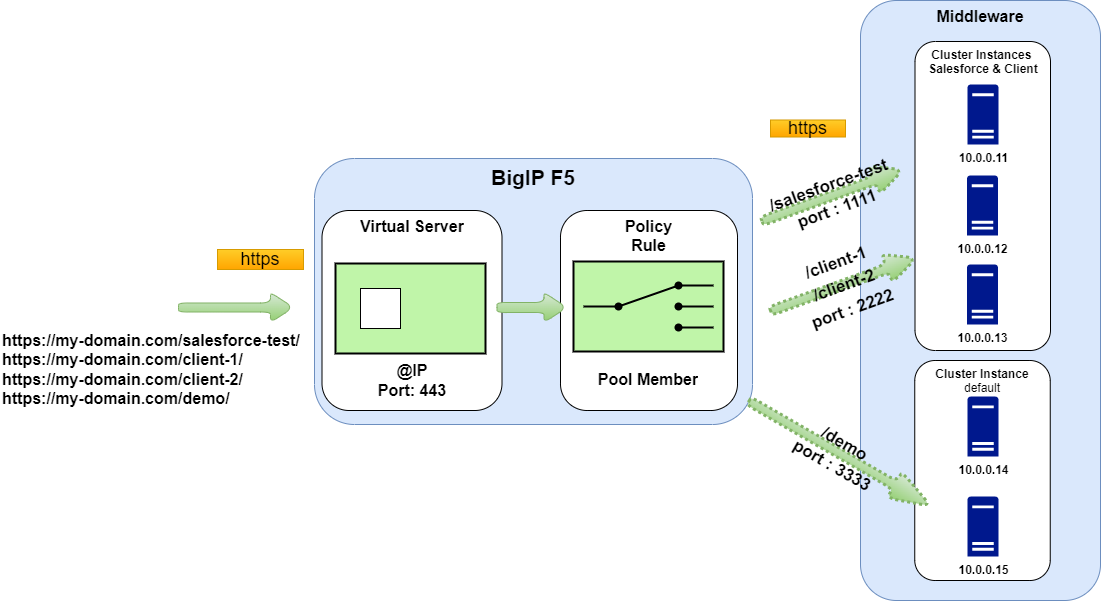 Middleware
Cluster Instances
Salesforce & Client
10.0.0.11
10.0.0.12
10.0.0.13
Cluster Instance
default
10.0.0.14
10.0.0.15
https
/salesforce-test
port : 1111
/client-1
/client-2
port : 2222
/demo
port : 3333
BigIP F5
Virtual Server
@IP
Port: 443
Policy
Rule
Pool Member
https
https://my-domain.com/salesforce-test/
https://my-domain.com/client-1/
https://my-domain.com/client-2/
https://my-domain.com/demo/